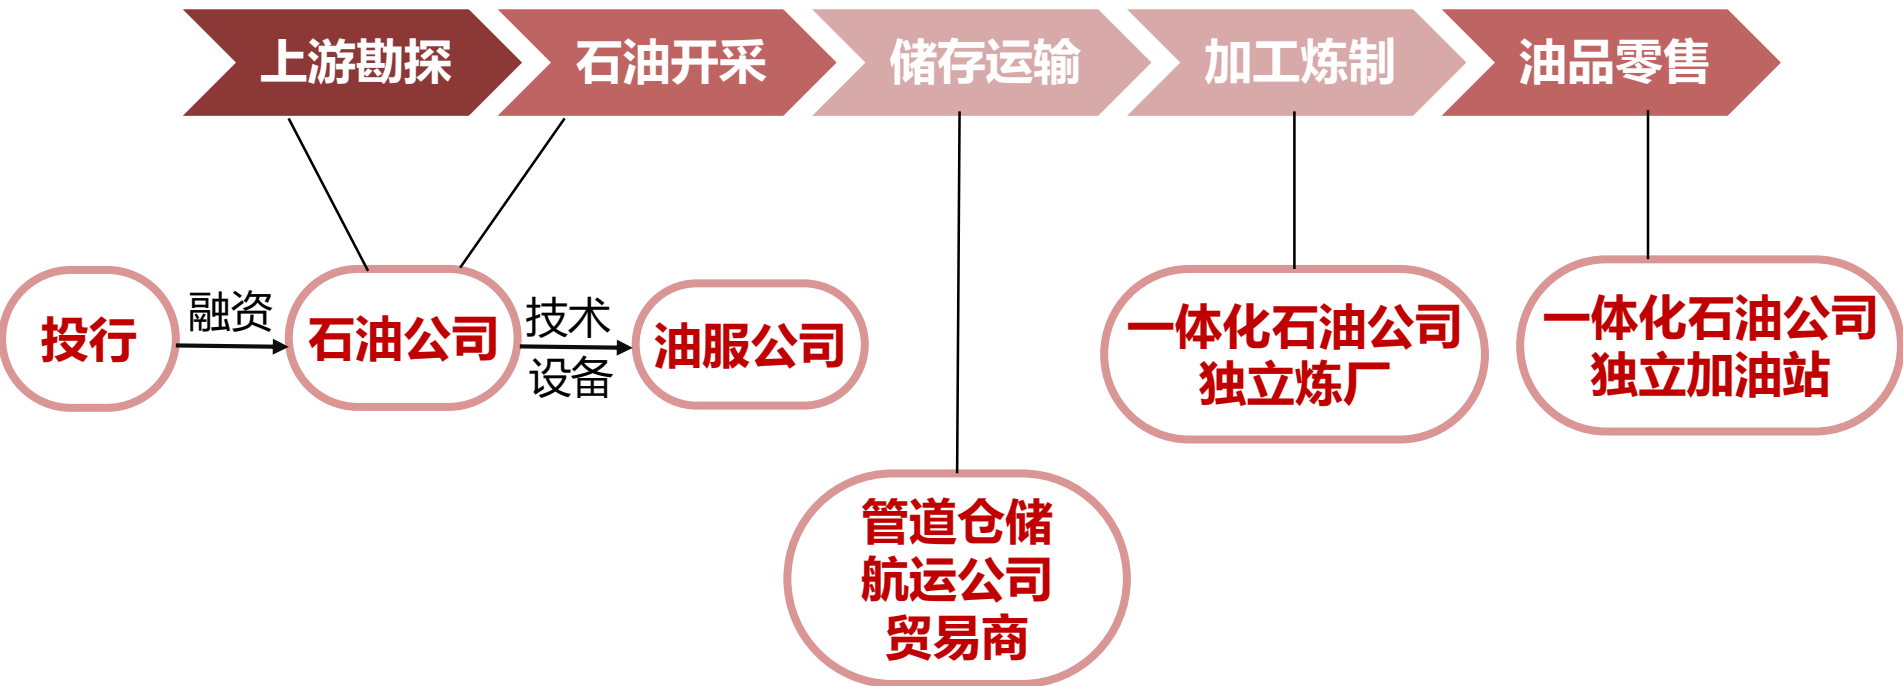 上游勘探
石油开采
储存运输
加工炼制
油品零售
投行
融资
石油公司
技术
设备
油服公司
管道仓储
航运公司
贸易商
一体化石油公司
独立炼厂
一体化石油公司
独立加油站